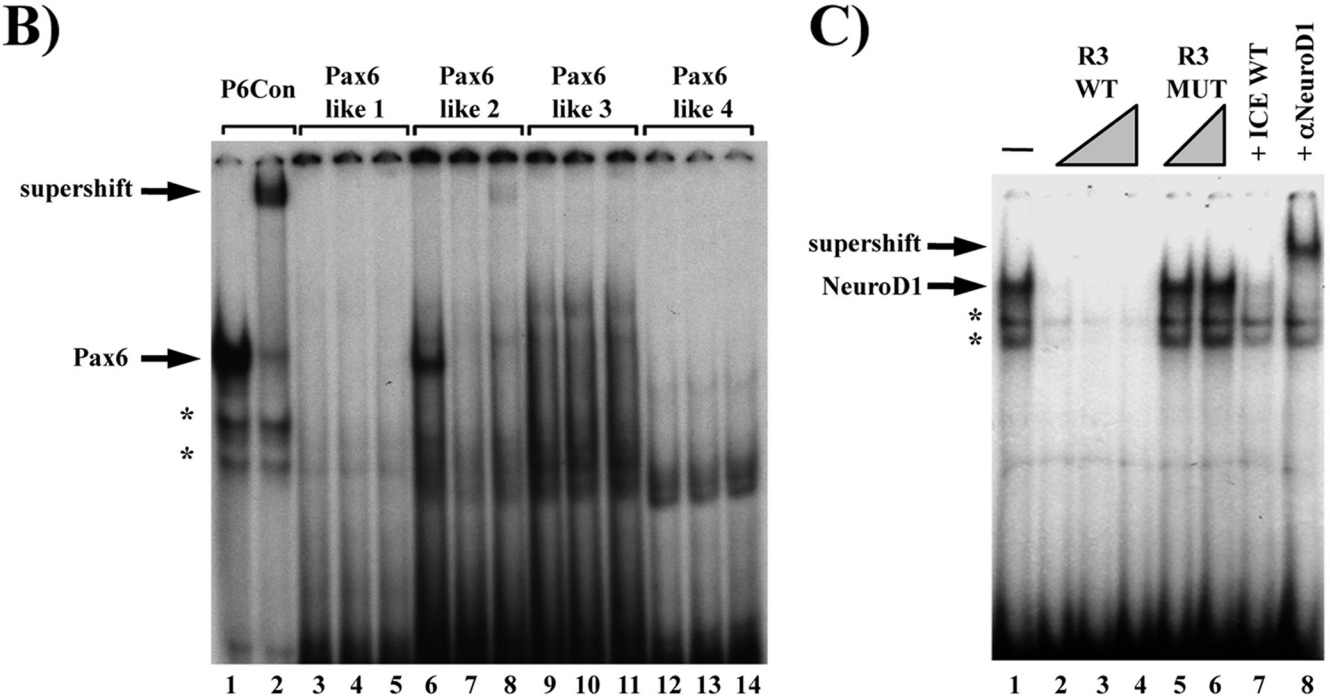 B)
P6Con
Pax6 like 1
Pax6 like 2
Pax6 like 3
Pax6 like 4
supershift
Pax6
*
*
1 2 3 4 5 6 7 8 9 10 11 12 13 14
C)
—
R3 WT
R3 MUT
+ ICE WT
+ αNeuroD1
supershift
NeuroD1
*
*
1 2 3 4 5 6 7 8